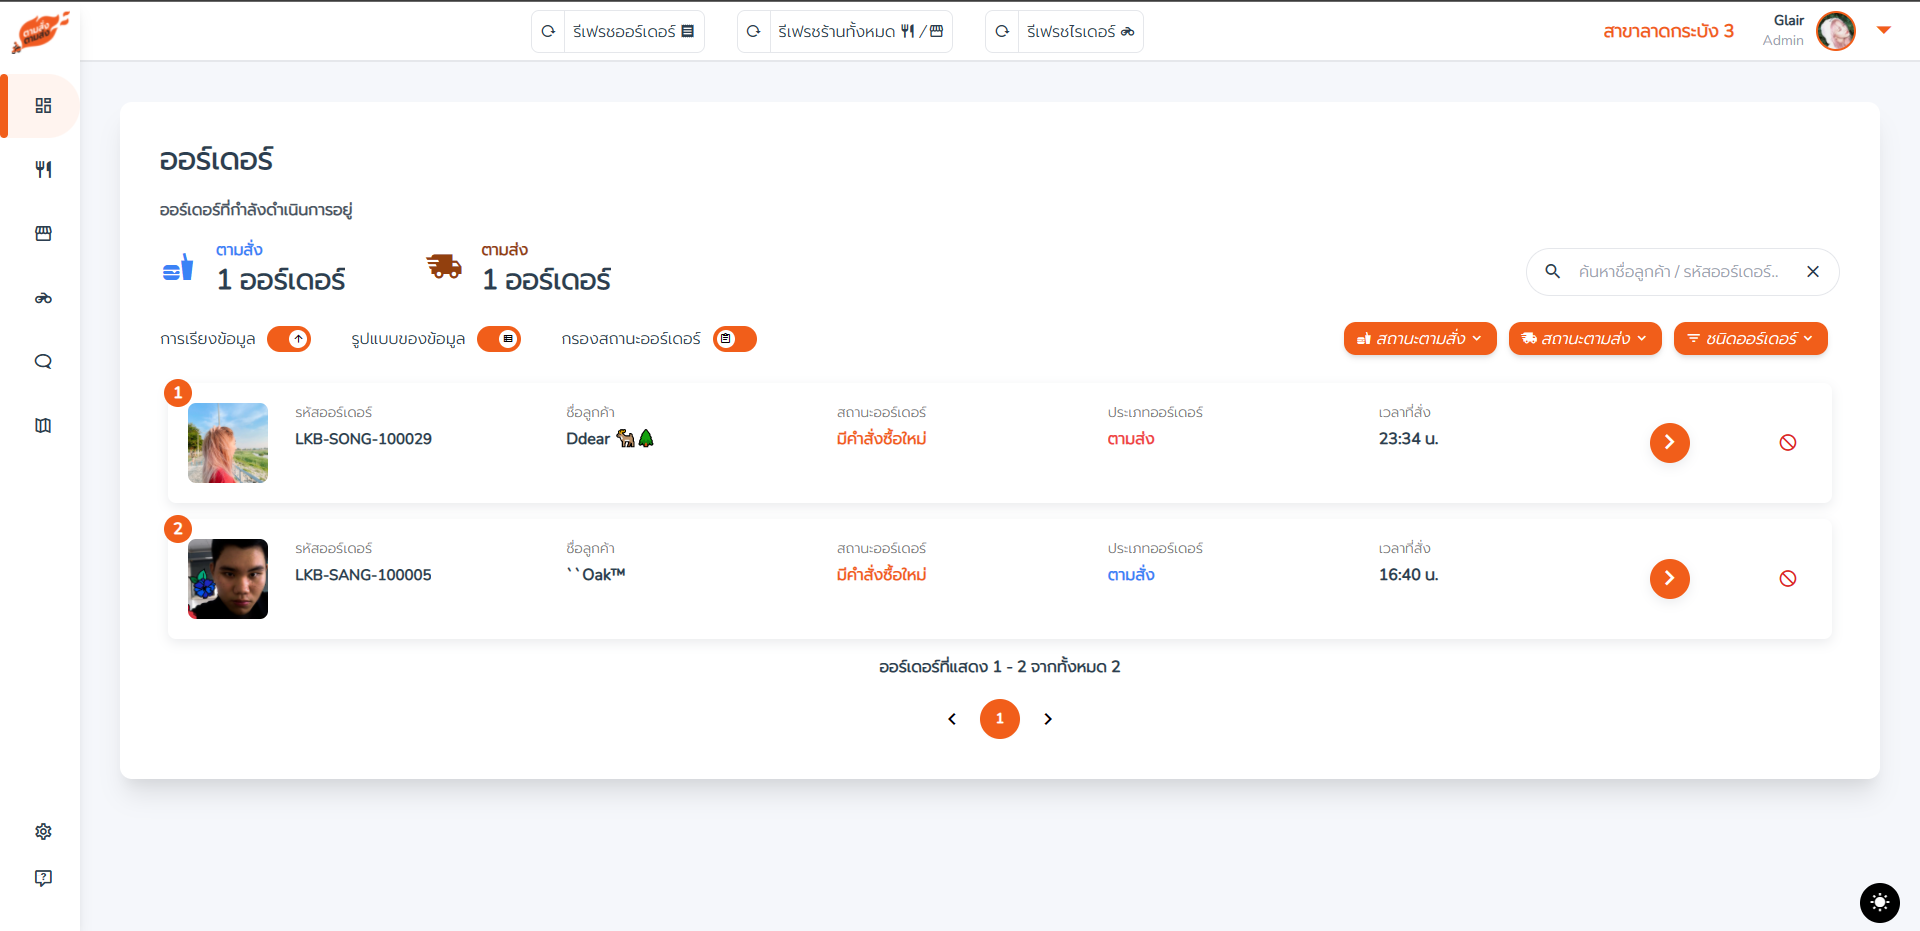 ตามสั่ง
ตามส่ง
รีเฟรชออร์เดอร์
รีเฟรชร้านทั้งหมด /
รีเฟรชไรเดอร์
สาขาลาดกระบัง 3
Glair
Admin
ออร์เดอร์
ออร์เดอร์ที่กำลังดำเนินการอยู่
ตามสั่ง
1 ออร์เดอร์
ตามส่ง
1 ออร์เดอร์
ค้นหาชื่อลูกค้า / รหัสออร์เดอร์..
การเรียงข้อมูล
รูปแบบของข้อมูล
กรองสถานะออร์เดอร์
สถานะตามสั่ง
สถานะตามส่ง
ชนิดออร์เดอร์
1
รหัสออร์เดอร์
LKB-SONG-100029
ชื่อลูกค้า
Ddear 🐕🌲
สถานะออร์เดอร์
มีคำสั่งซื้อใหม่
ประเภทออร์เดอร์
ตามส่ง
เวลาที่สั่ง
23:34 น.
2
รหัสออร์เดอร์
LKB-SANG-100005
ชื่อลูกค้า
``Oak™
สถานะออร์เดอร์
มีคำสั่งซื้อใหม่
ประเภทออร์เดอร์
ตามสั่ง
เวลาที่สั่ง
16:40 น.
ออร์เดอร์ที่แสดง 1 - 2 จากทั้งหมด 2
1